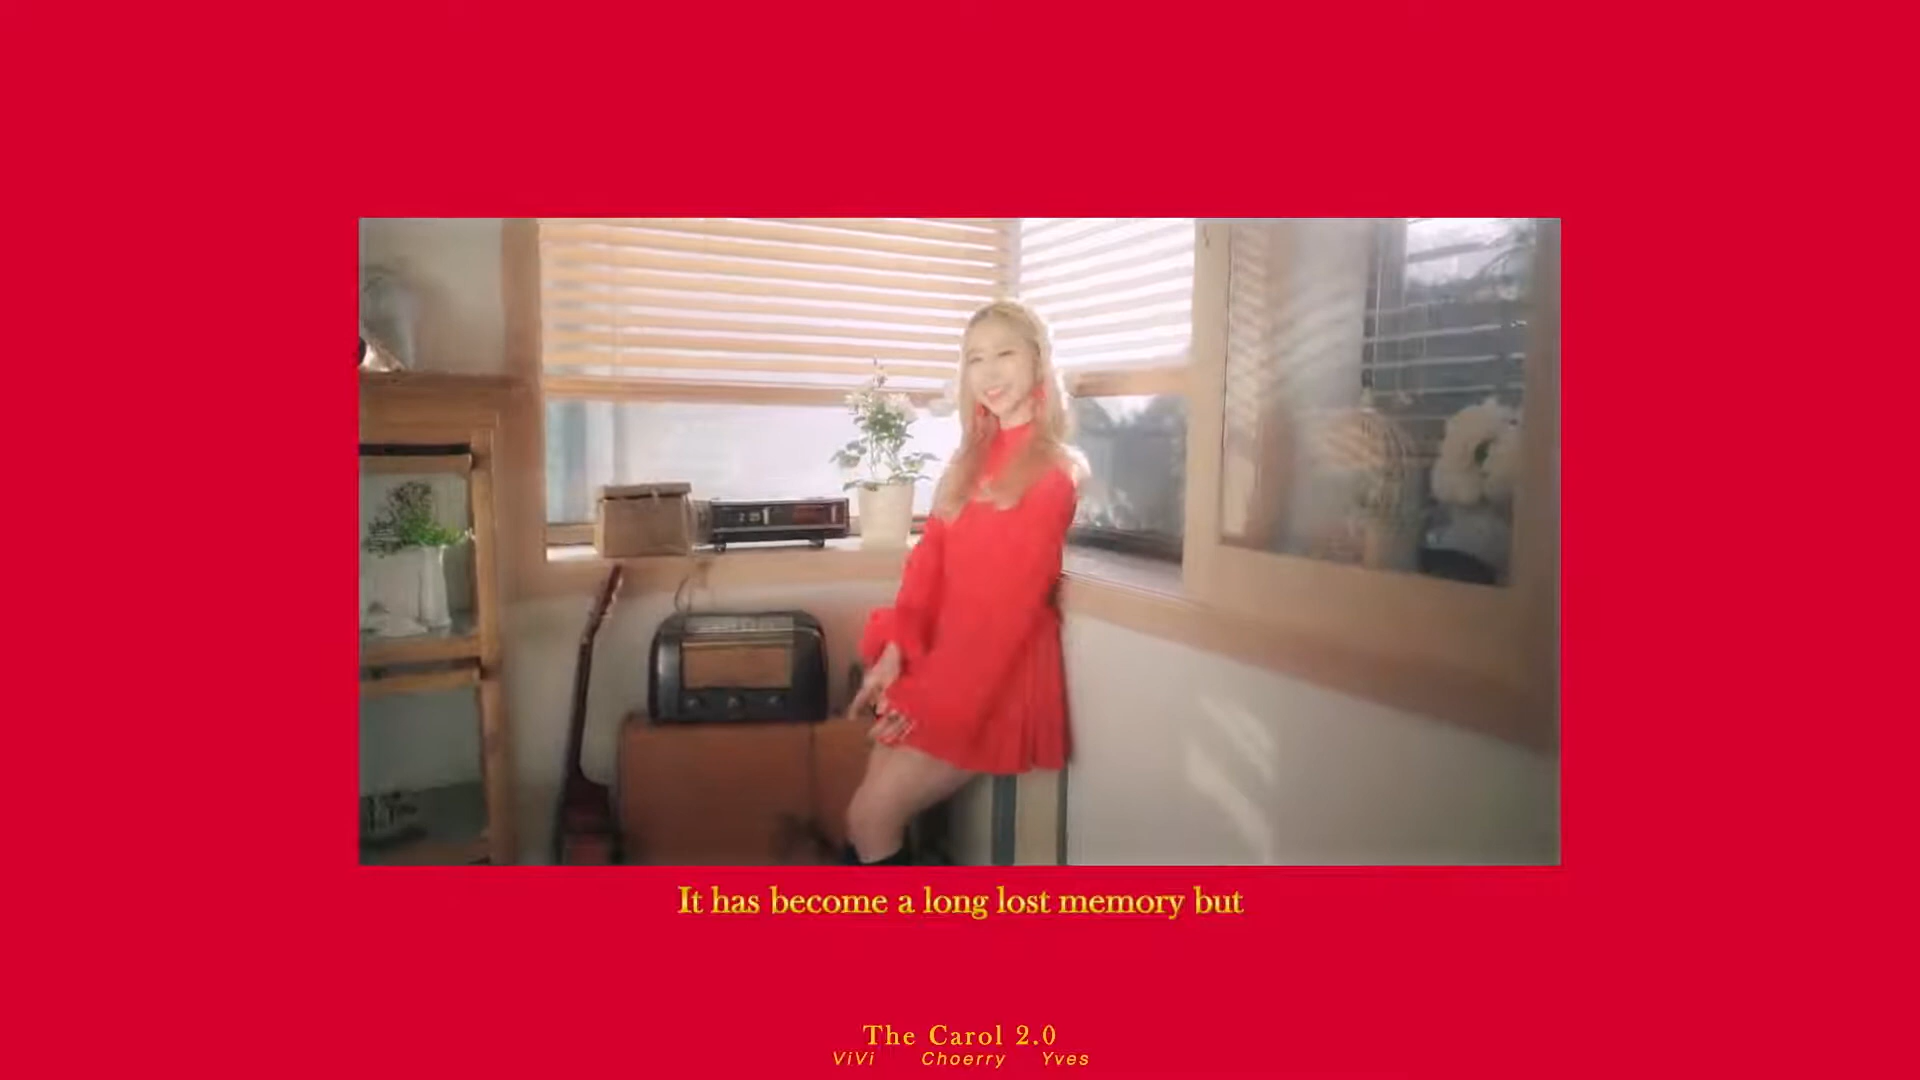 It has become a long lost memory but
The Carol 2.0
ViVi Choerry Yves